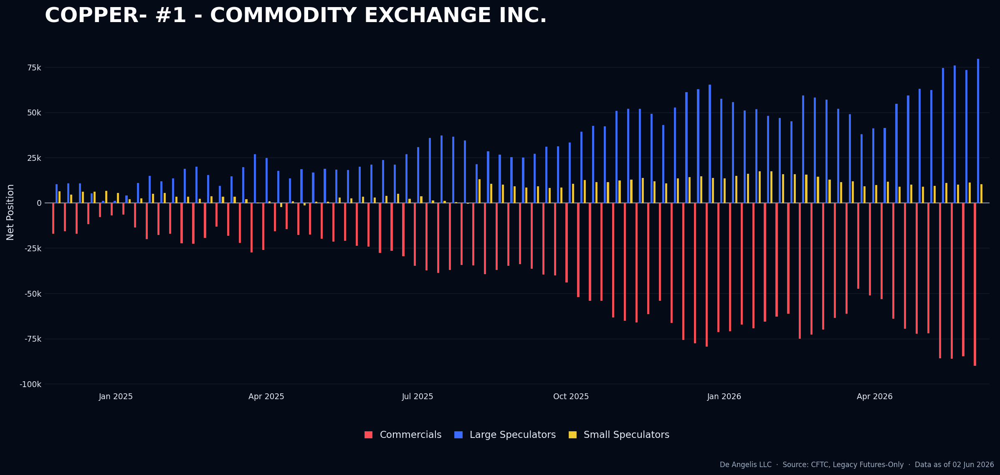 COPPER- #1 - COMMODITY EXCHANGE INC.
Net Position
75k
50k
25k
0
-25k
-50k
-75k
-100k
Jan 2025 Apr 2025 Jul 2025 Oct 2025 Jan 2026 Apr 2026
Commercials Large Speculators Small Speculators
De Angelis LLC · Source: CFTC, Legacy Futures-Only · Data as of 02 Jun 2026